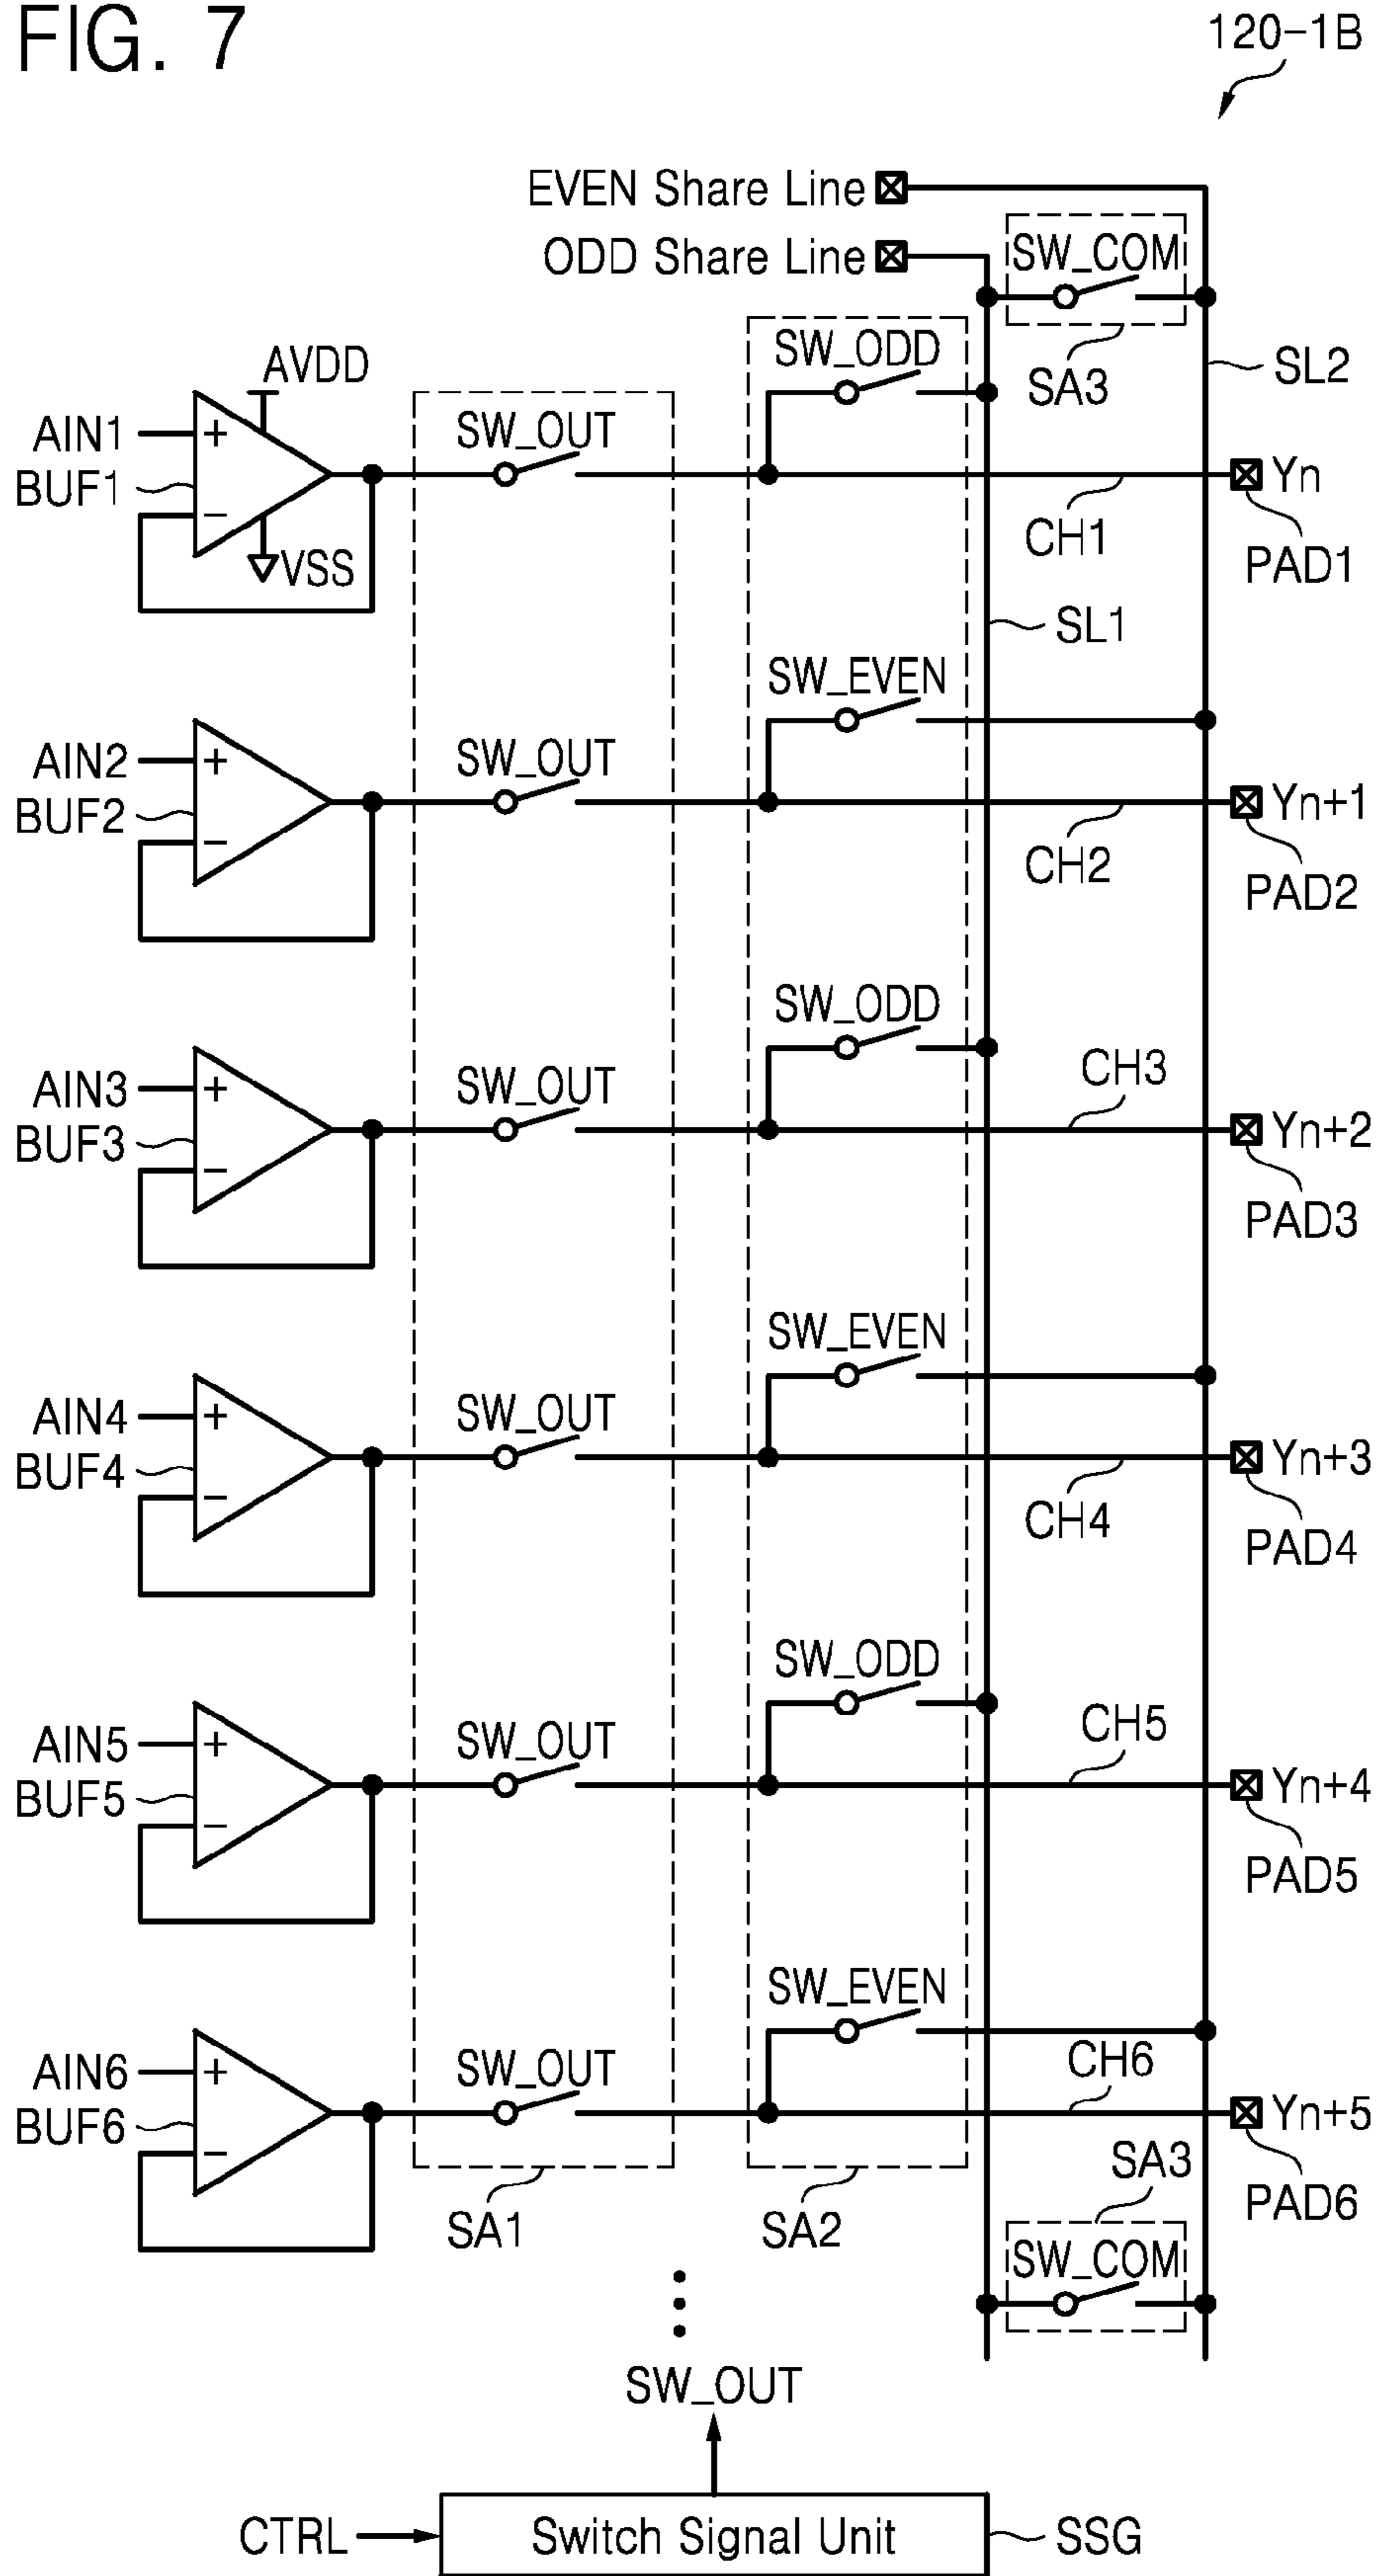 FIG. 7
120-1B
EVEN Share Line
ODD Share Line
SW_COM
SA3
SL2
AVDD
SW_ODD
AIN1
SW_OUT
Yn
BUF1
+
−
VSS
CH1
PAD1
SL1
SW_EVEN
AIN2
SW_OUT
Yn+1
BUF2
+
−
CH2
PAD2
SW_ODD
AIN3
SW_OUT
CH3
Yn+2
BUF3
+
−
PAD3
SW_EVEN
AIN4
SW_OUT
Yn+3
BUF4
+
−
CH4
PAD4
SW_ODD
AIN5
SW_OUT
CH5
Yn+4
BUF5
+
−
PAD5
SW_EVEN
AIN6
SW_OUT
CH6
Yn+5
BUF6
+
−
PAD6
SA1
SA2
SA3
SW_COM
SW_OUT
CTRL
Switch Signal Unit
SSG